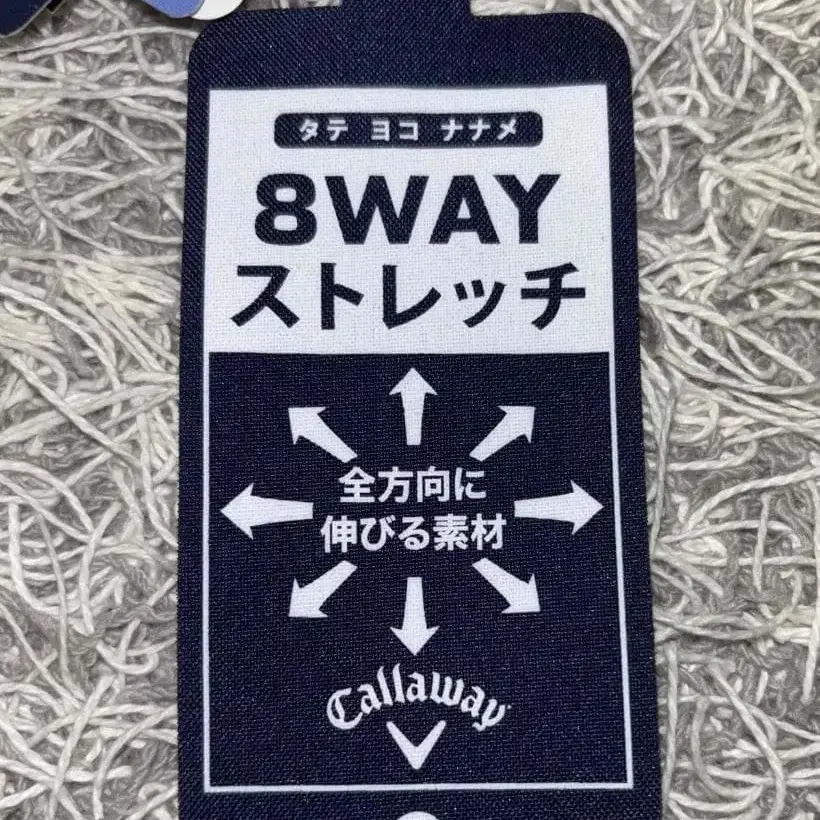 タテ ヨコ ナナメ
8WAY
ストレッチ
全方向に
伸びる素材
Callaway